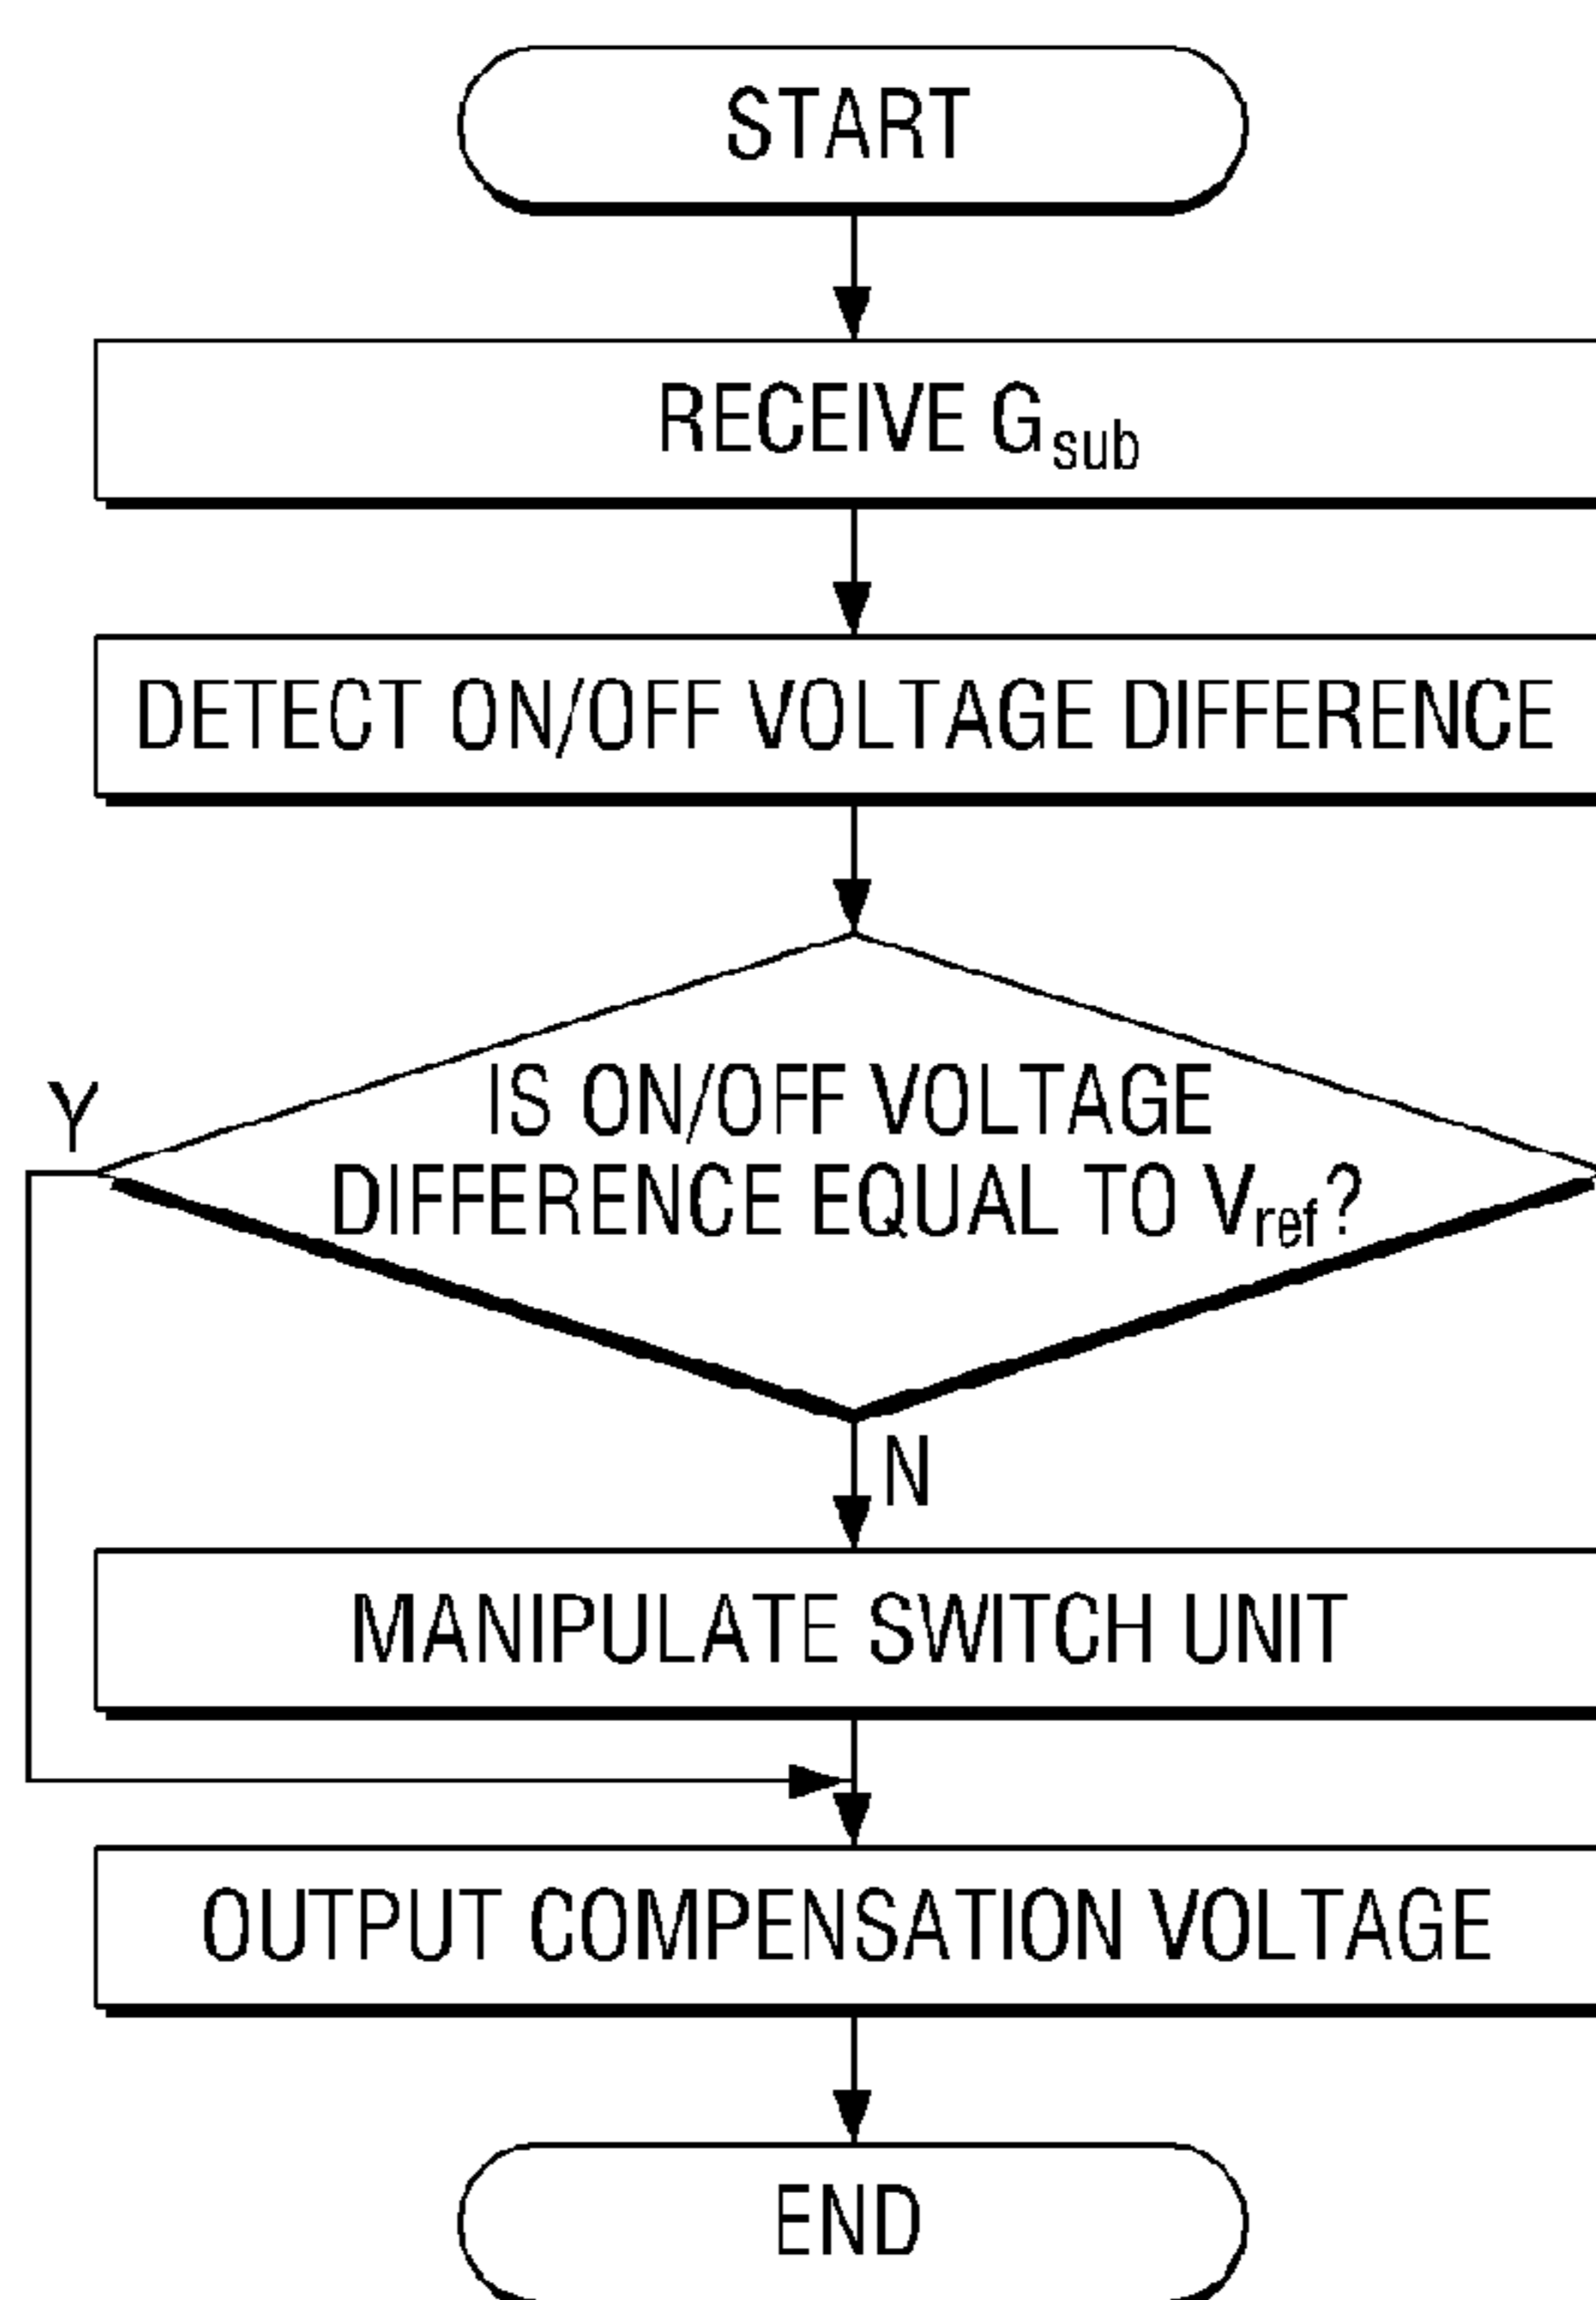 START
RECEIVE Gsub
DETECT ON/OFF VOLTAGE DIFFERENCE
IS ON/OFF VOLTAGE
DIFFERENCE EQUAL TO Vref?
Y
N
MANIPULATE SWITCH UNIT
OUTPUT COMPENSATION VOLTAGE
END